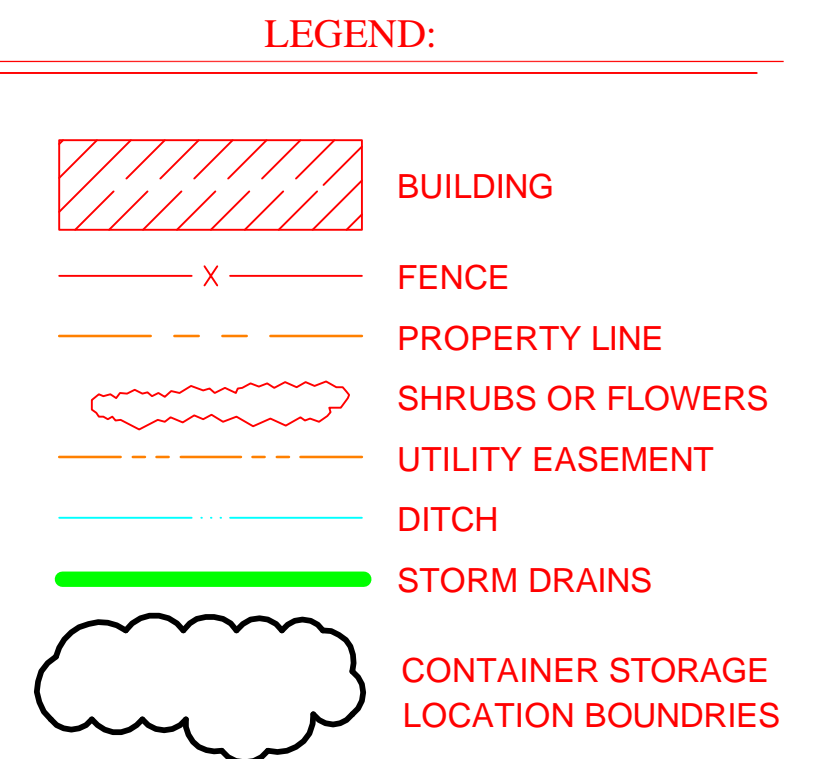 LEGEND:
BUILDING
X
FENCE
PROPERTY LINE
SHRUBS OR FLOWERS
UTILITY EASEMENT
DITCH
STORM DRAINS
CONTAINER STORAGE
LOCATION BOUNDRIES